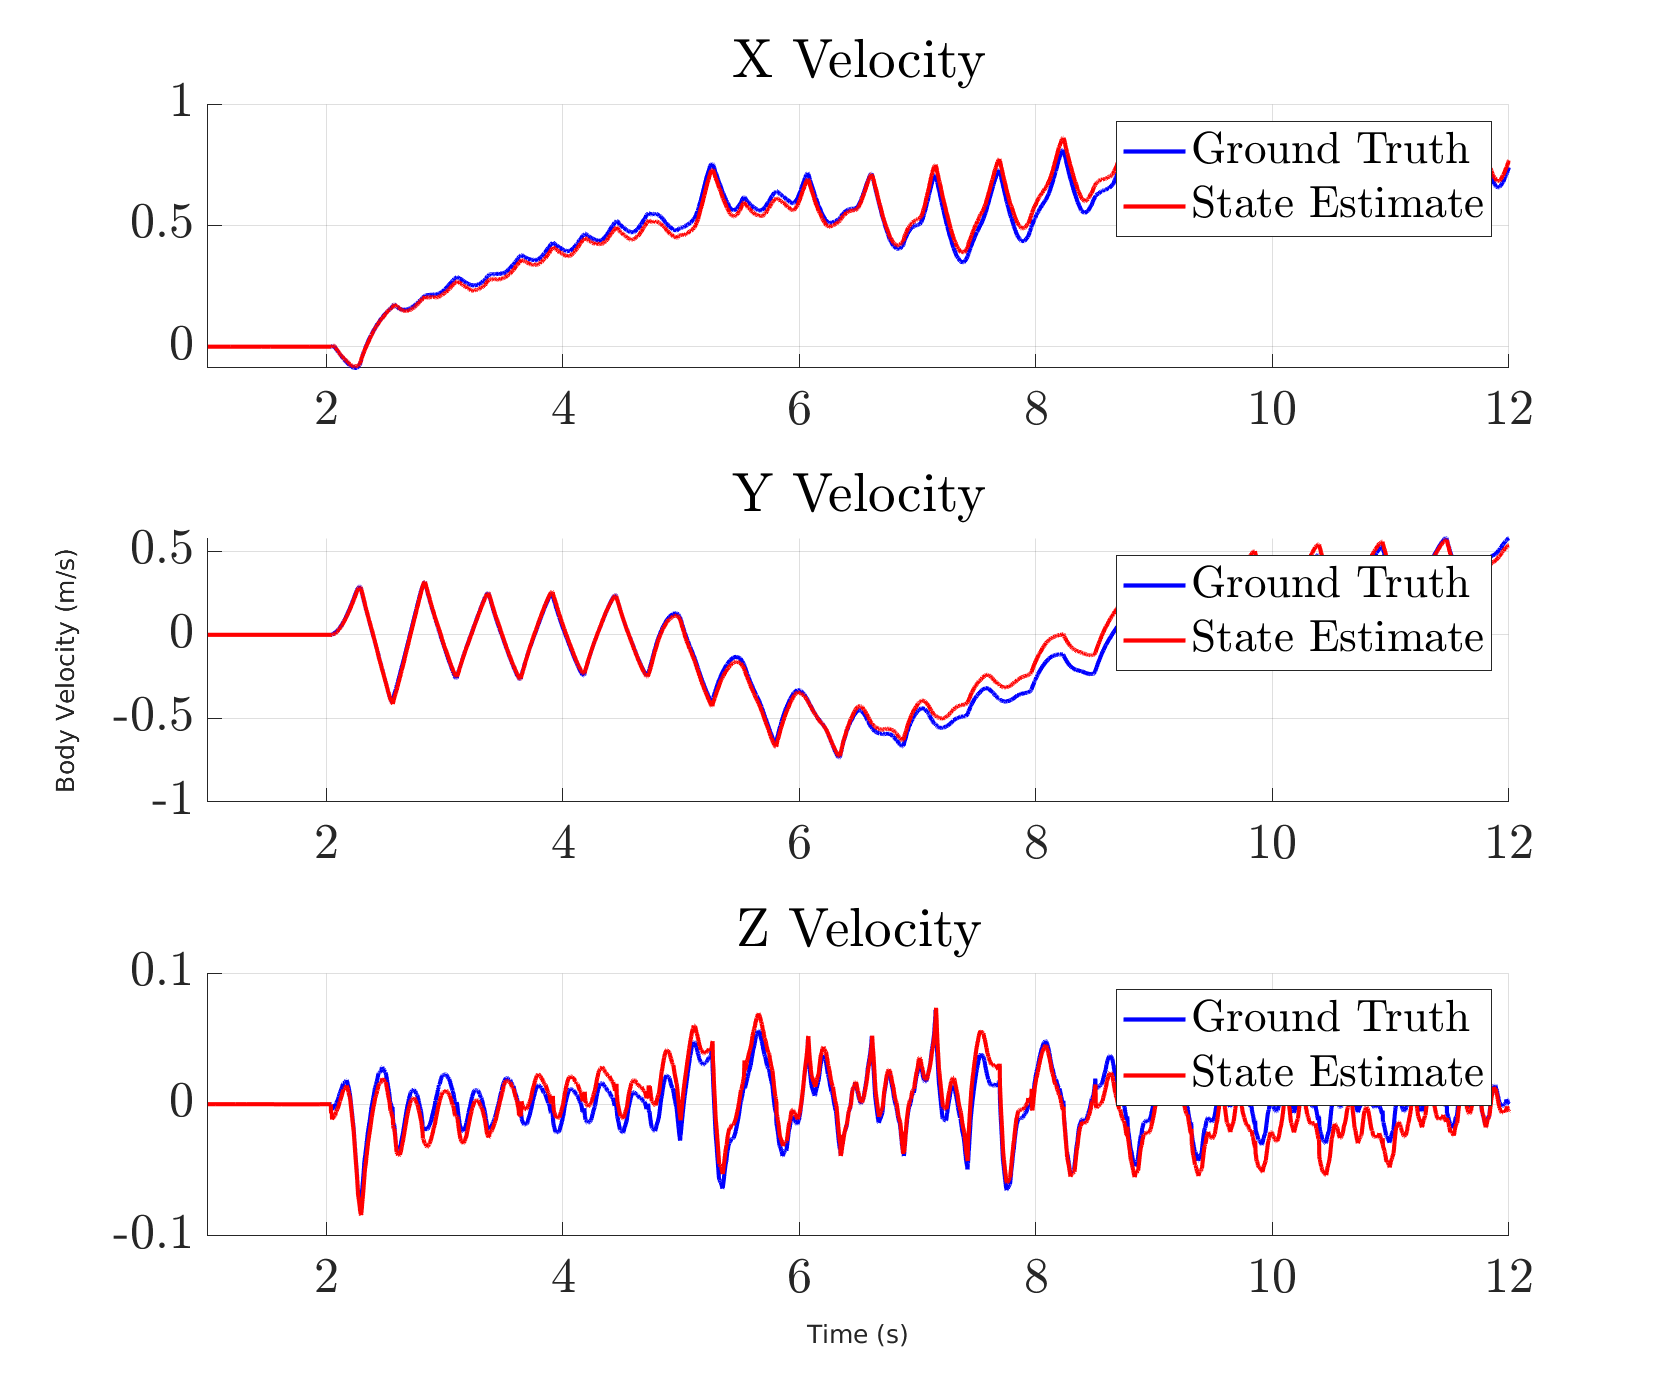 X Velocity
1
0.5
0
2 4 6 8 10 12
Ground Truth
State Estimate
Y Velocity
Body Velocity (m/s)
0.5
0
-0.5
-1
2 4 6 8 10 12
Ground Truth
State Estimate
Z Velocity
0.1
0
-0.1
2 4 6 8 10 12
Ground Truth
State Estimate
Time (s)